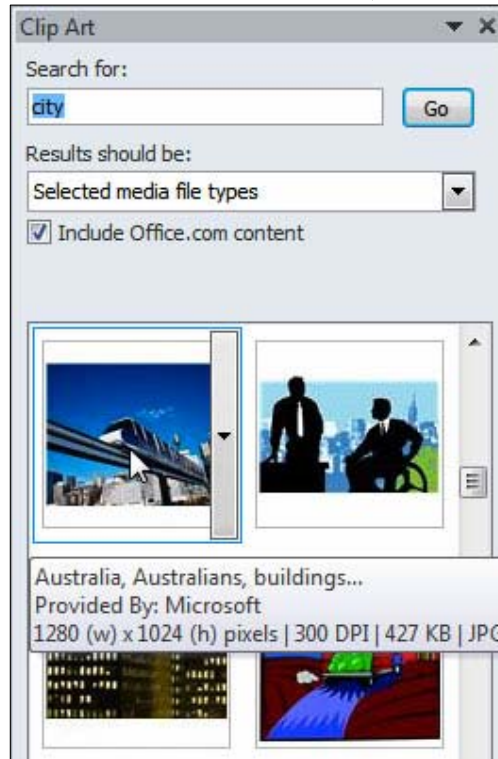 Clip Art
Search for:
city
Go
Results should be:
Selected media file types
Include Office.com content
Australia, Australians, buildings...
Provided By: Microsoft
1280 (w) x 1024 (h) pixels | 300 DPI | 427 KB | JPG